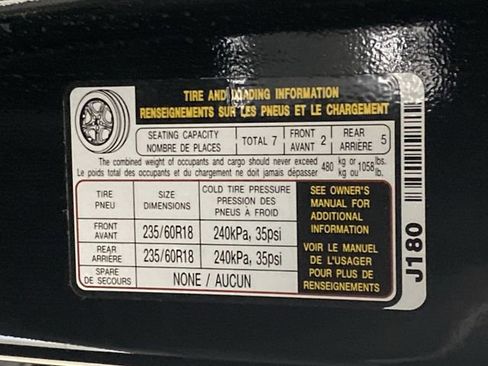 TIRE AND LOADING INFORMATION
RENSEIGNEMENTS SUR LES PNEUS ET LE CHARGEMENT
SEATING CAPACITY
NOMBRE DE PLACES
TOTAL 7
FRONT
AVANT 2
REAR
ARRIÈRE 5
The combined weight of occupants and cargo should never exceed 480 kg or 1058 lbs.
Le poids total des occupants et du chargement ne doit jamais dépasser kg ou lb.
TIRE
PNEU
SIZE
DIMENSIONS
COLD TIRE PRESSURE
PRESSION DES
PNEUS À FROID
FRONT
AVANT
235/60R18
240kPa, 35psi
REAR
ARRIÈRE
235/60R18
240kPa, 35psi
SPARE
DE SECOURS
NONE / AUCUN
SEE OWNER'S
MANUAL FOR
ADDITIONAL
INFORMATION
VOIR LE MANUEL
DE L'USAGER
POUR PLUS DE
RENSEIGNEMENTS
J180